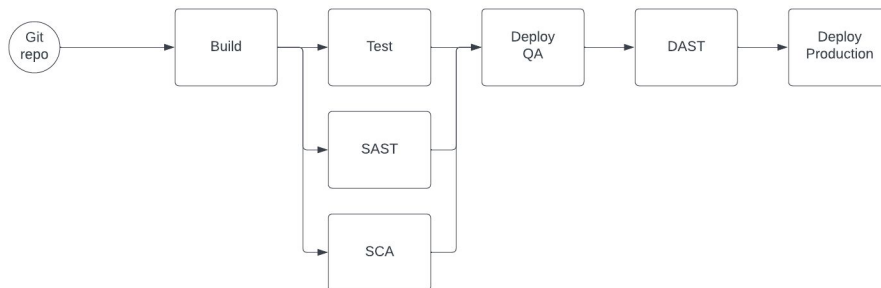 Git
repo
Build
Test
Deploy
QA
DAST
Deploy
Production
SAST
SCA